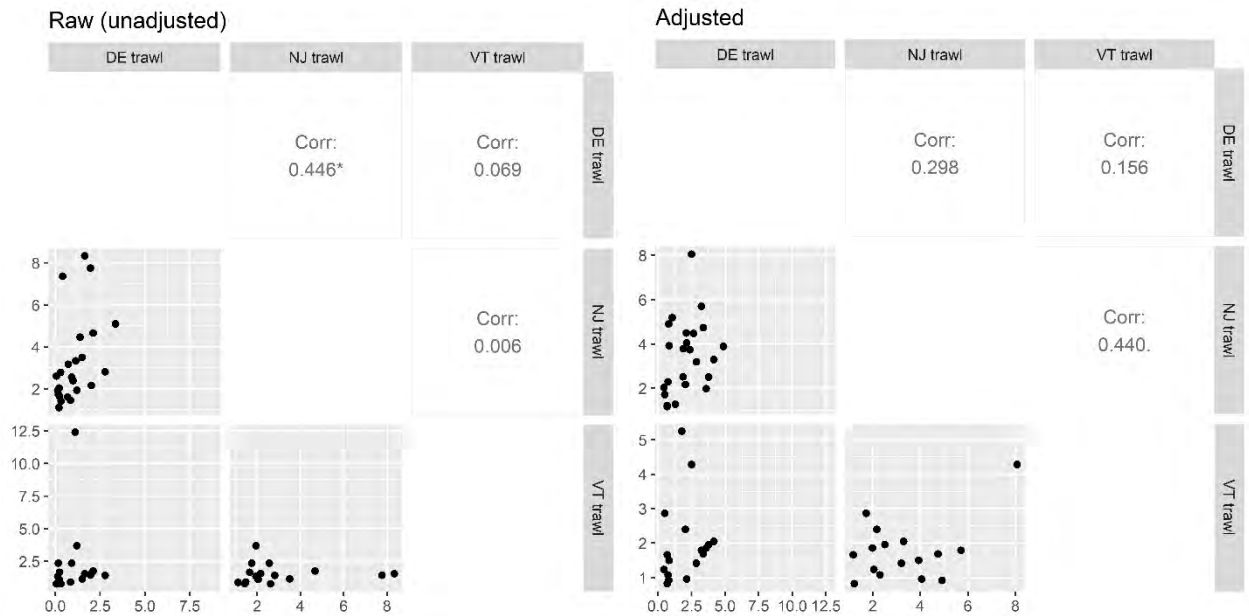 Raw (unadjusted)
DE trawl NJ trawl VT trawl
Corr:
0.446*
Corr:
0.069
DE trawl
8
6
4
2
Corr:
0.006
NJ trawl
12.5
10.0
7.5
5.0
2.5
VT trawl
0.0 2.5 5.0 7.5
2 4 6 8
Adjusted
DE trawl NJ trawl VT trawl
Corr:
0.298
Corr:
0.156
DE trawl
8
6
4
2
Corr:
0.440.
NJ trawl
5
4
3
2
1
VT trawl
0.0 2.5 5.0 7.5 10.0 12.5
2 4 6 8